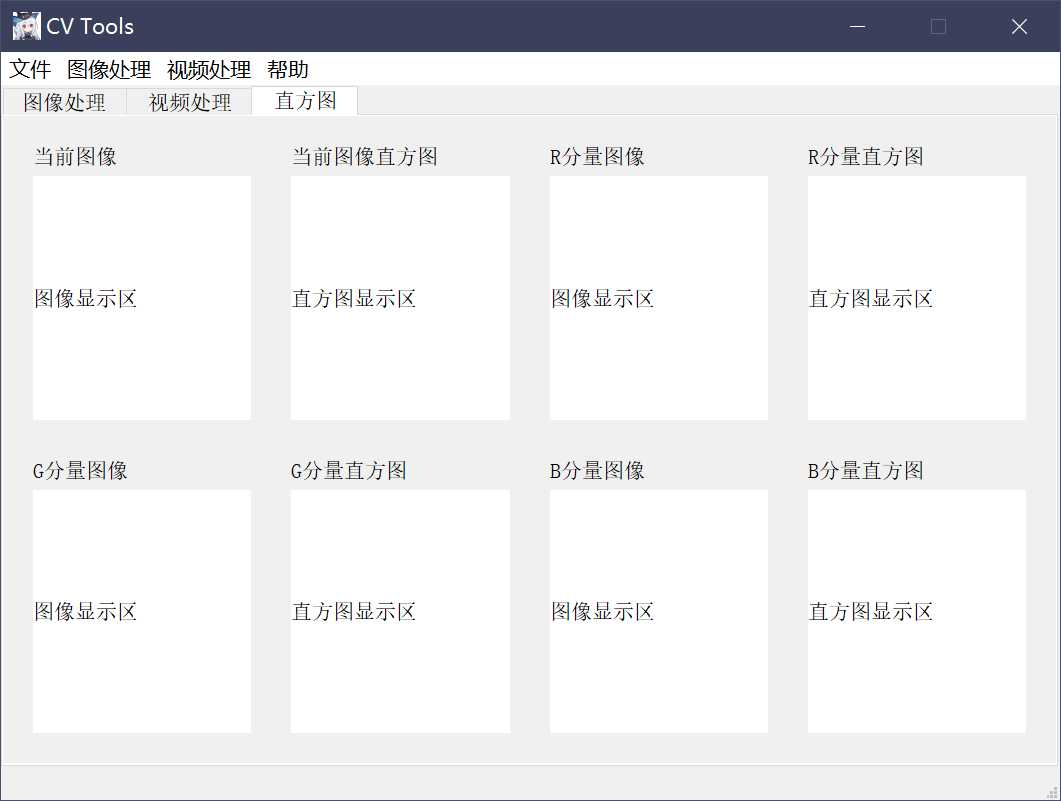 CV Tools
文件 图像处理 视频处理 帮助
图像处理 视频处理 直方图
当前图像 当前图像直方图 R分量图像 R分量直方图
图像显示区 直方图显示区 图像显示区 直方图显示区
G分量图像 G分量直方图 B分量图像 B分量直方图
图像显示区 直方图显示区 图像显示区 直方图显示区